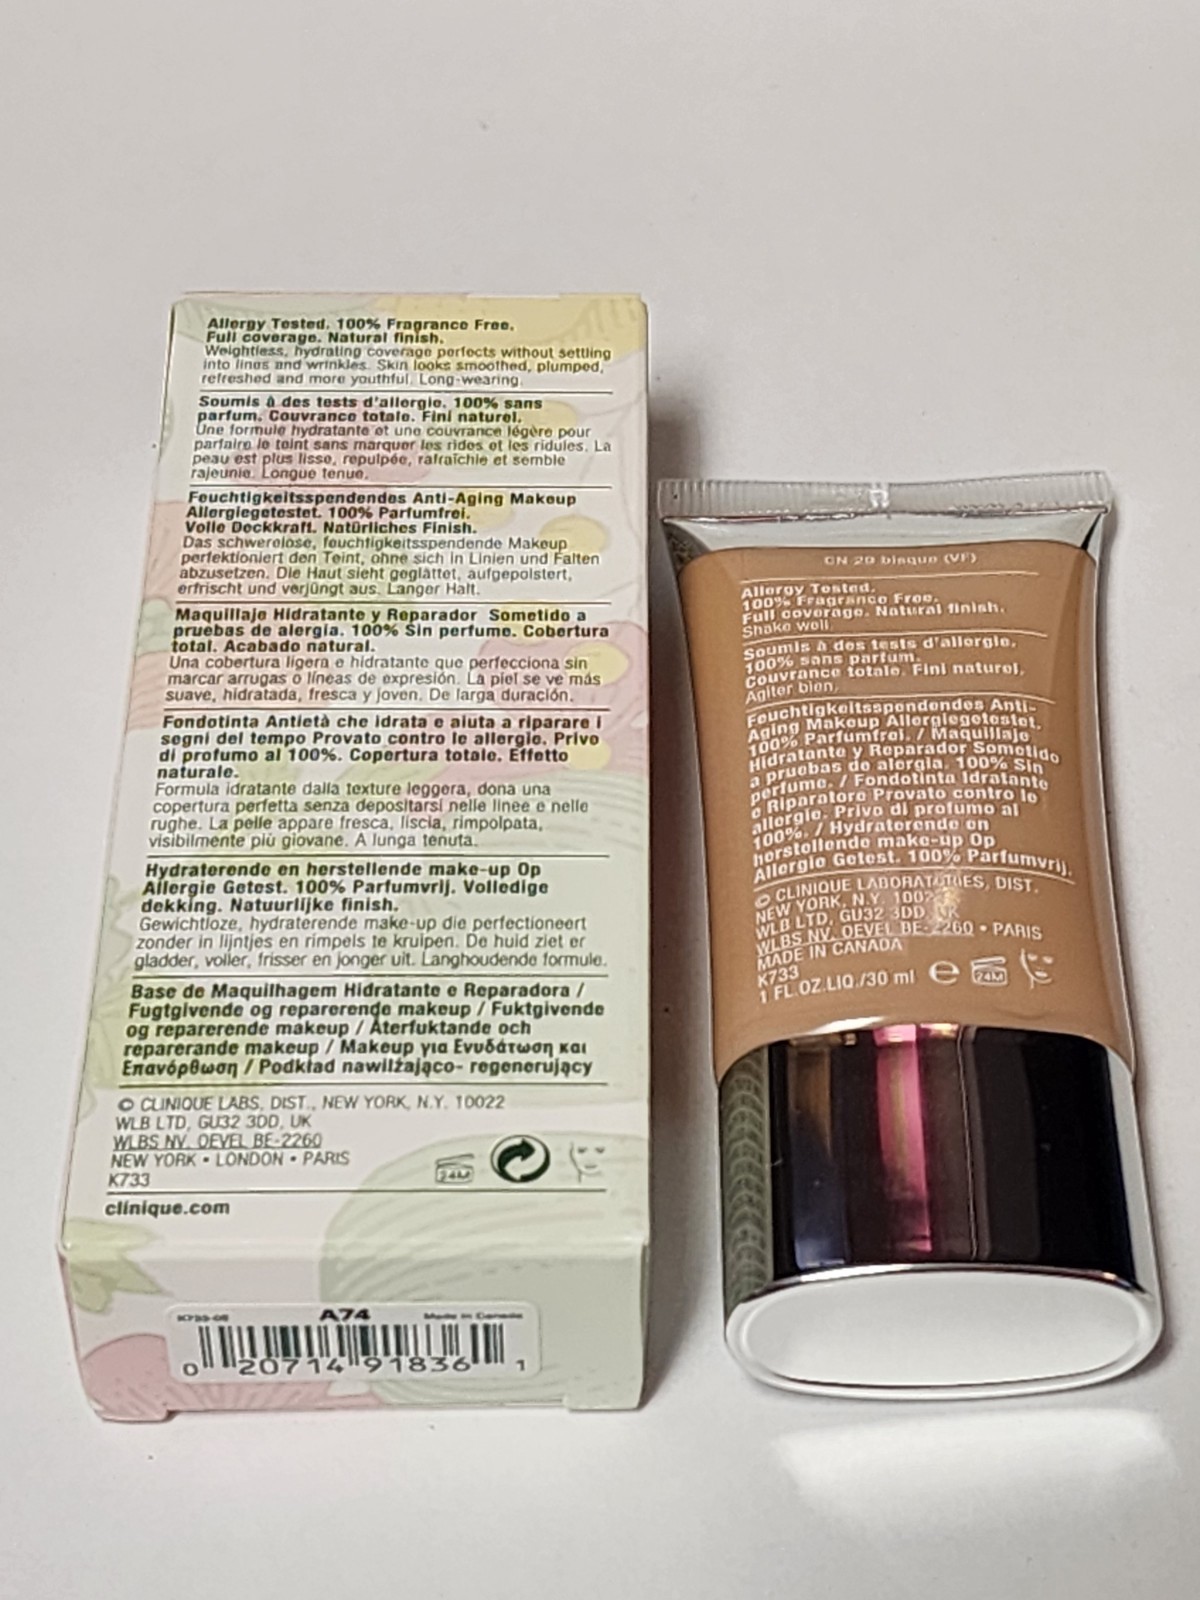 Allergy Tested. 100% Fragrance Free.
Full coverage. Natural finish.
Weightless, hydrating coverage perfects without settling
into lines and wrinkles. Skin looks smoothed, plumped,
refreshed and more youthful. Long-wearing.
Soumis à des tests d'allergie. 100% sans
parfum. Couvrance totale. Fini naturel.
Une formule hydratante et une couvrance légère pour
parfaire le teint sans marquer les rides et les ridules. La
peau est plus lisse, repulpée, rafraîchie et semble
rajeunie. Longue tenue.
Feuchtigkeitsspendendes Anti-Aging Makeup
Allergiegetestet. 100% Parfumfrei.
Volle Deckkraft. Natürliches Finish.
Das schwerelose, feuchtigkeitsspendende Makeup
perfektioniert den Teint, ohne sich in Linien und Falten
abzusetzen. Die Haut sieht geglättet, aufgepolstert,
erfrischt und verjüngt aus. Langer Halt.
Maquillaje Hidratante y Reparador Sometido a
pruebas de alergia. 100% Sin perfume. Cobertura
total. Acabado natural.
Una cobertura ligera e hidratante que perfecciona sin
marcar arrugas o líneas de expresión. La piel se ve más
suave, hidratada, fresca y joven. De larga duración.
Fondotinta Antietà che idrata e aiuta a riparare i
segni del tempo Provato contro le allergie. Privo
di profumo al 100%. Copertura totale. Effetto
naturale.
Formula idratante dalla texture leggera, dona una
copertura perfetta senza depositarsi nelle linee e nelle
rughe. La pelle appare fresca, liscia, rimpolpata,
visibilmente più giovane. A lunga tenuta.
Hydraterende en herstellende make-up Op
Allergie Getest. 100% Parfumvrij. Volledige
dekking. Natuurlijke finish.
Gewichtloze, hydraterende make-up die perfectioneert
zonder in lijntjes en rimpels te kruipen. De huid ziet er
gladder, voller, frisser en jonger uit. Langhoudende formule.
Base de Maquilhagem Hidratante e Reparadora /
Fugtgivende og reparerende makeup / Fuktgivende
og reparerende makeup / Återfuktande och
reparerande makeup / Makeup για Ενυδάτωση και
Επανόρθωση / Podkład nawilżająco- regenerujący
© CLINIQUE LABS, DIST., NEW YORK, N.Y. 10022
WLB LTD, GU32 3DD, UK
WLBS NV. OEVEL BE-2260
NEW YORK • LONDON • PARIS
K733
24M
clinique.com
K733-08 A74 Made in Canada
0 20714 91836 1
CN 20 bisque (VF)
Allergy Tested.
100% Fragrance Free.
Full coverage. Natural finish.
Shake well.
Soumis à des tests d'allergie.
100% sans parfum.
Couvrance totale. Fini naturel.
Agiter bien.
Feuchtigkeitsspendendes Anti-
Aging Makeup Allergiegetestet.
100% Parfumfrei. / Maquillaje
Hidratante y Reparador Sometido
a pruebas de alergia. 100% Sin
perfume. / Fondotinta Idratante
e Riparatore Provato contro le
allergie. Privo di profumo al
100%. / Hydraterende en
herstellende make-up Op
Allergie Getest. 100% Parfumvrij.
© CLINIQUE LABORATORIES, DIST.
NEW YORK, N.Y. 10022
WLB LTD, GU32 3DD, UK
WLBS NV. OEVEL BE-2260 • PARIS
MADE IN CANADA
K733
1 FL.OZ.LIQ./30 ml e 24M